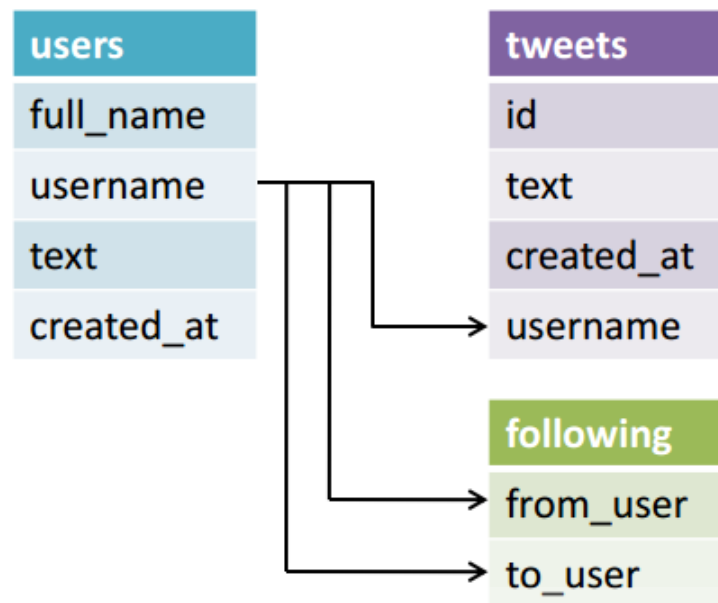 users
full_name
username
text
created_at
tweets
id
text
created_at
username
following
from_user
to_user